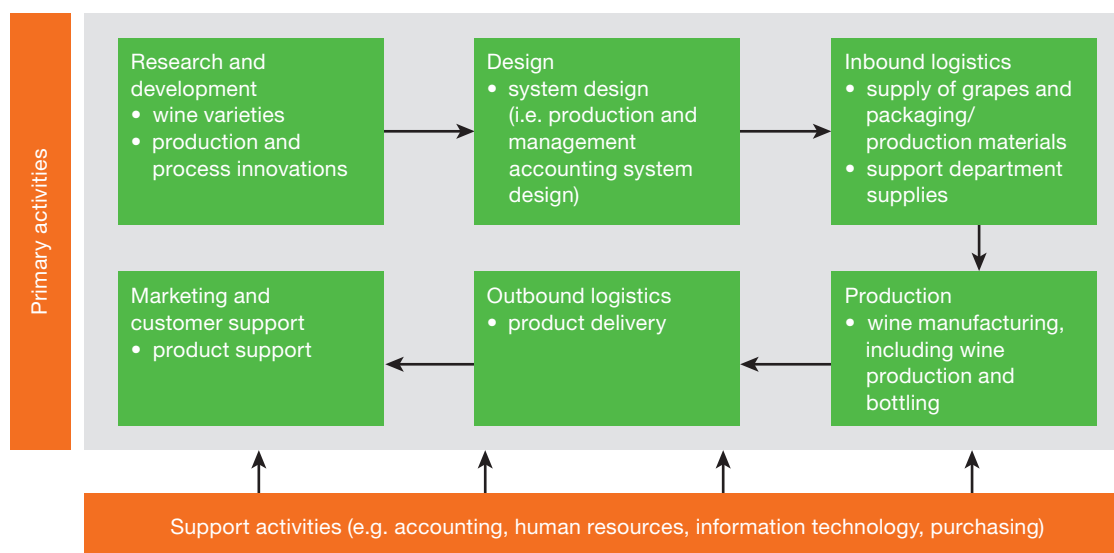 Primary activities
Research and
development
• wine varieties
• production and
process innovations
Design
• system design
(i.e. production and
management
accounting system
design)
Inbound logistics
• supply of grapes and
packaging/
production materials
• support department
supplies
Marketing and
customer support
• product support
Outbound logistics
• product delivery
Production
• wine manufacturing,
including wine
production and
bottling
Support activities (e.g. accounting, human resources, information technology, purchasing)